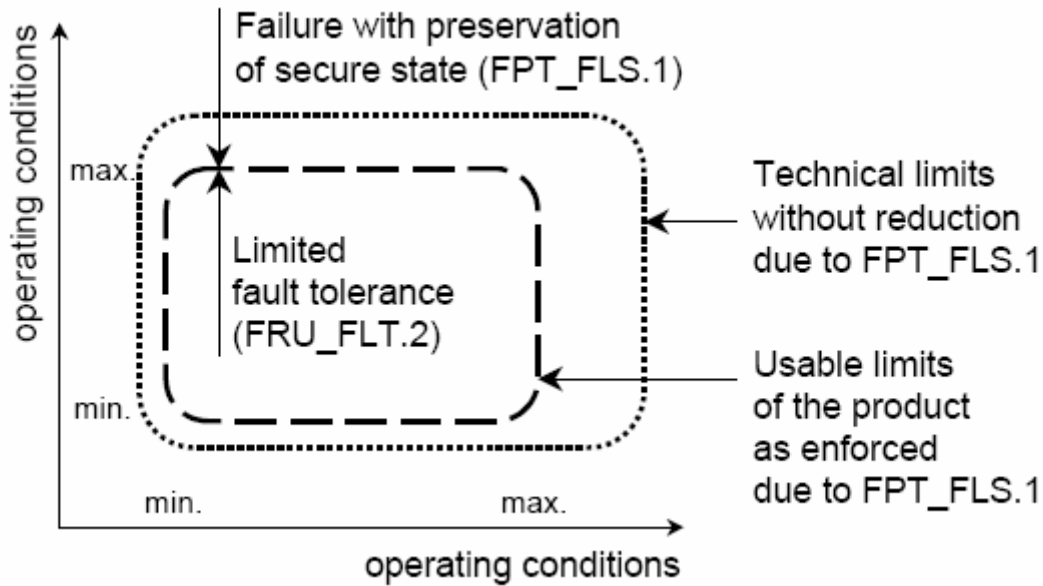 Failure with preservation
of secure state (FPT_FLS.1)
operating conditions
max.
Technical limits
without reduction
due to FPT_FLS.1
Limited
fault tolerance
(FRU_FLT.2)
Usable limits
of the product
as enforced
due to FPT_FLS.1
min.
min.
max.
operating conditions